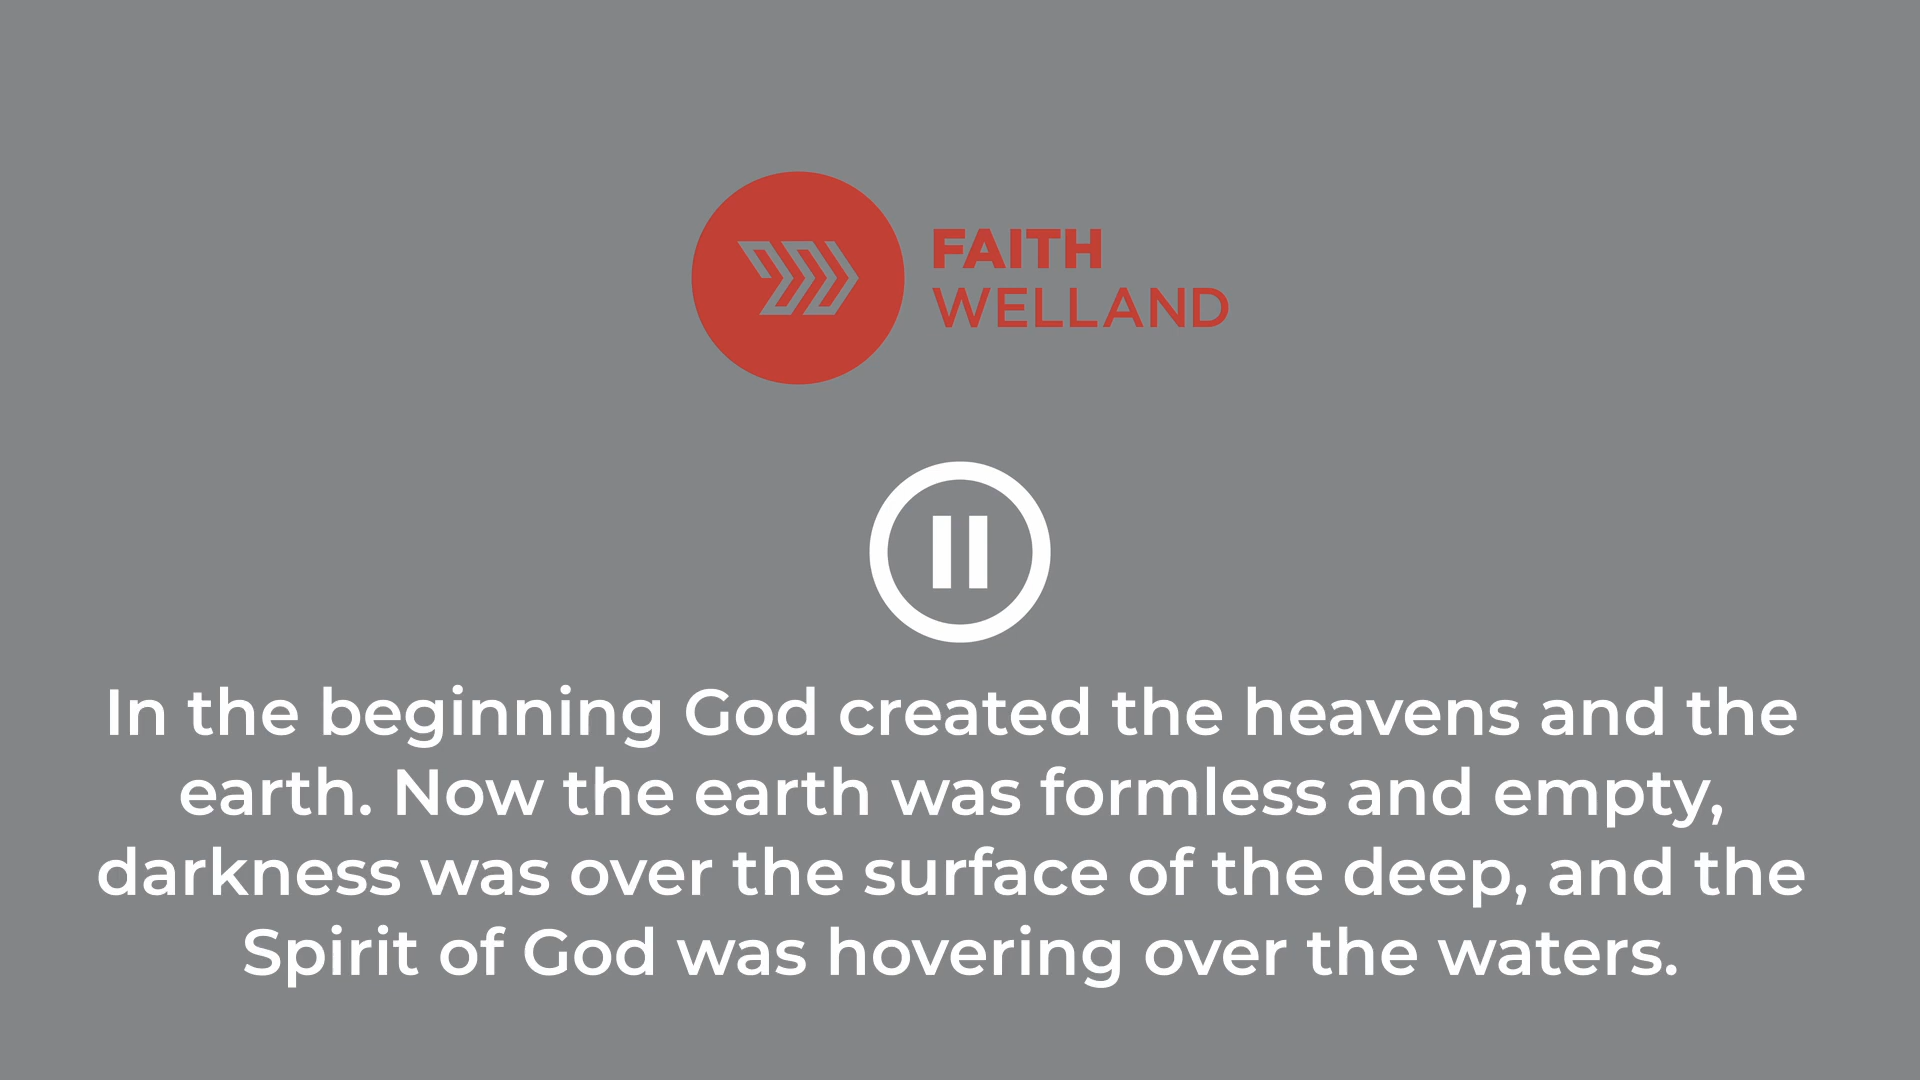 FAITH
WELLAND
In the beginning God created the heavens and the
earth. Now the earth was formless and empty,
darkness was over the surface of the deep, and the
Spirit of God was hovering over the waters.